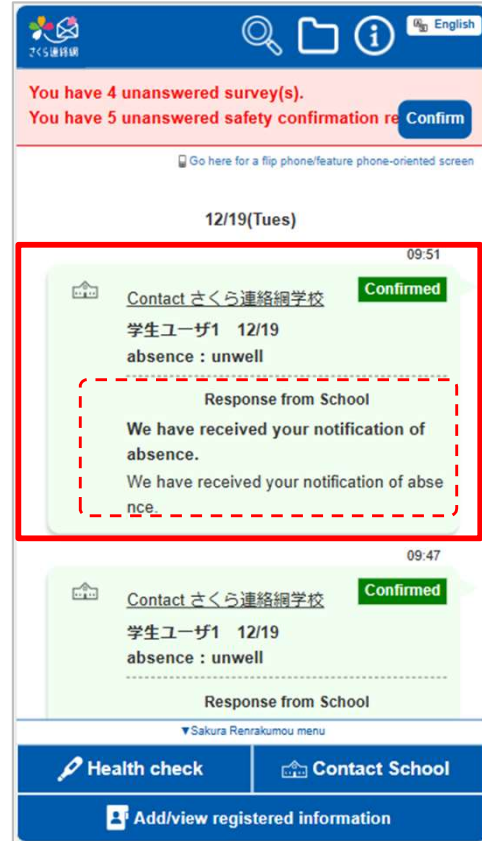 さくら連絡網
English
You have 4 unanswered survey(s).
You have 5 unanswered safety confirmation re
Confirm
Go here for a flip phone/feature phone-oriented screen
12/19(Tues)
09:51
Contact さくら連絡網学校
Confirmed
学生ユーザ1 12/19
absence : unwell
Response from School
We have received your notification of
absence.
We have received your notification of abse
nce.
09:47
Contact さくら連絡網学校
Confirmed
学生ユーザ1 12/19
absence : unwell
Response from School
▼Sakura Renrakumou menu
Health check
Contact School
Add/view registered information